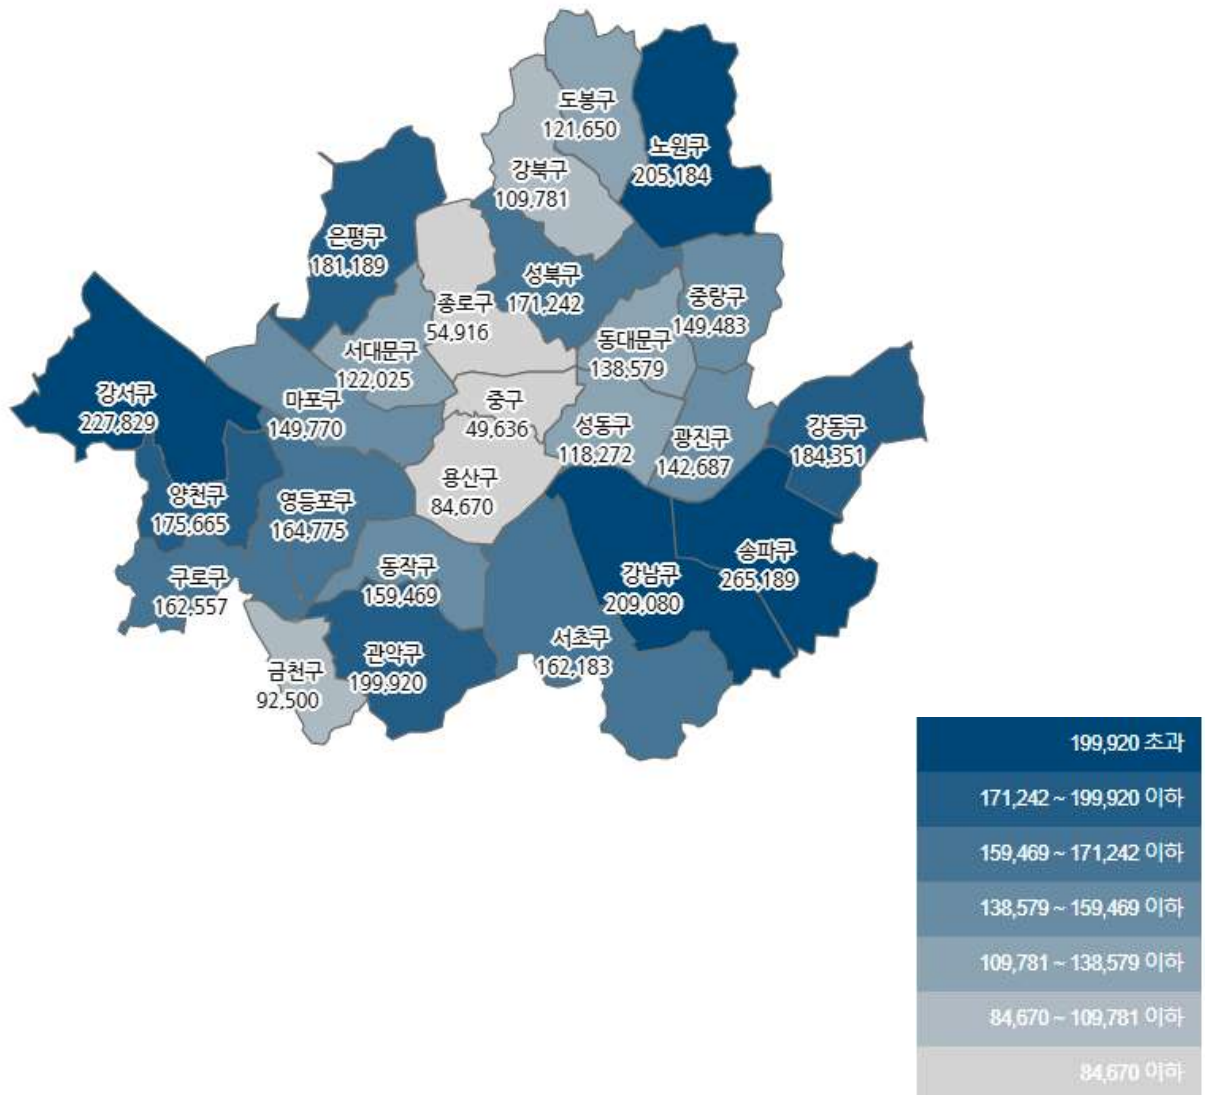 도봉구
121,650
노원구
205,184
강북구
109,781
은평구
181,189
성북구
171,242
중랑구
149,483
종로구
54,916
동대문구
138,579
서대문구
122,025
강서구
227,829
마포구
149,770
중구
49,636
성동구
118,272
광진구
142,687
강동구
184,351
용산구
84,670
양천구
175,665
영등포구
164,775
송파구
265,189
동작구
159,469
강남구
209,080
구로구
162,557
서초구
162,183
관악구
199,920
금천구
92,500
199,920 초과
171,242 ~ 199,920 이하
159,469 ~ 171,242 이하
138,579 ~ 159,469 이하
109,781 ~ 138,579 이하
84,670 ~ 109,781 이하
84,670 이하